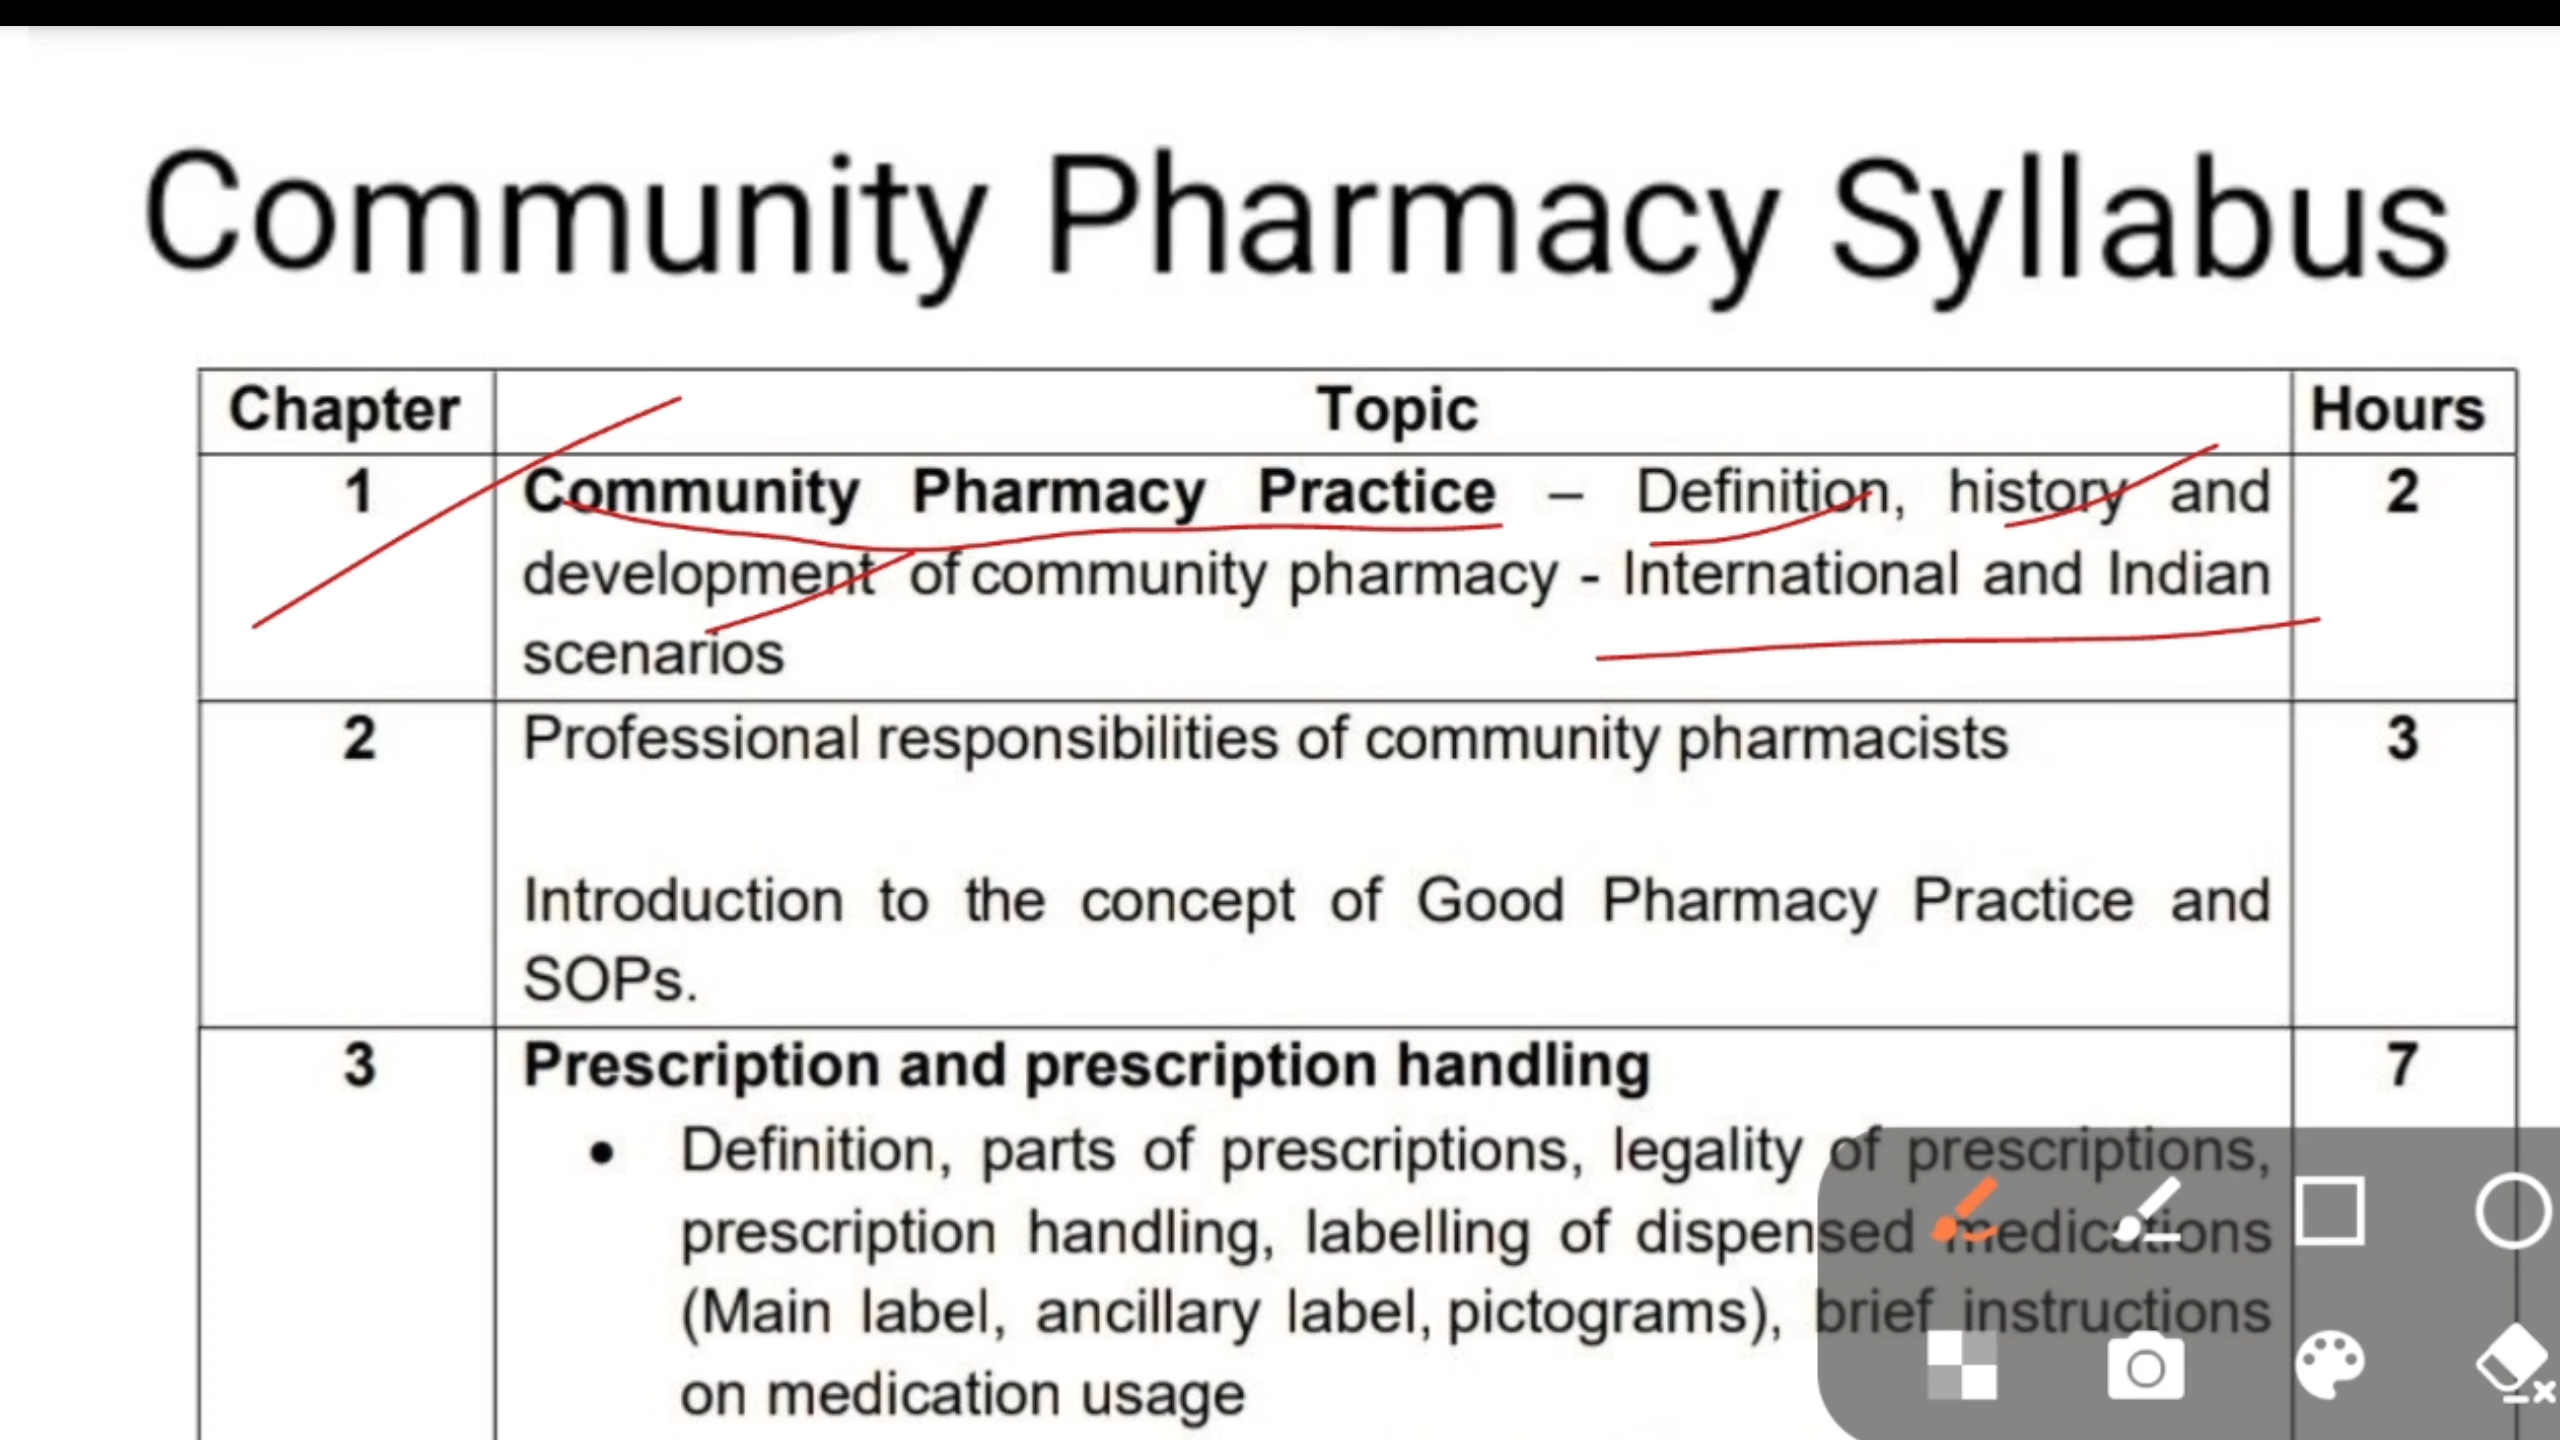 Community Pharmacy Syllabus
Chapter Topic Hours
1 Community Pharmacy Practice – Definition, history and 2
development of community pharmacy - International and Indian
scenarios
2 Professional responsibilities of community pharmacists 3
Introduction to the concept of Good Pharmacy Practice and
SOPs.
3 Prescription and prescription handling 7
• Definition, parts of prescriptions, legality of prescriptions,
prescription handling, labelling of dispensed medications
(Main label, ancillary label, pictograms), brief instructions
on medication usage